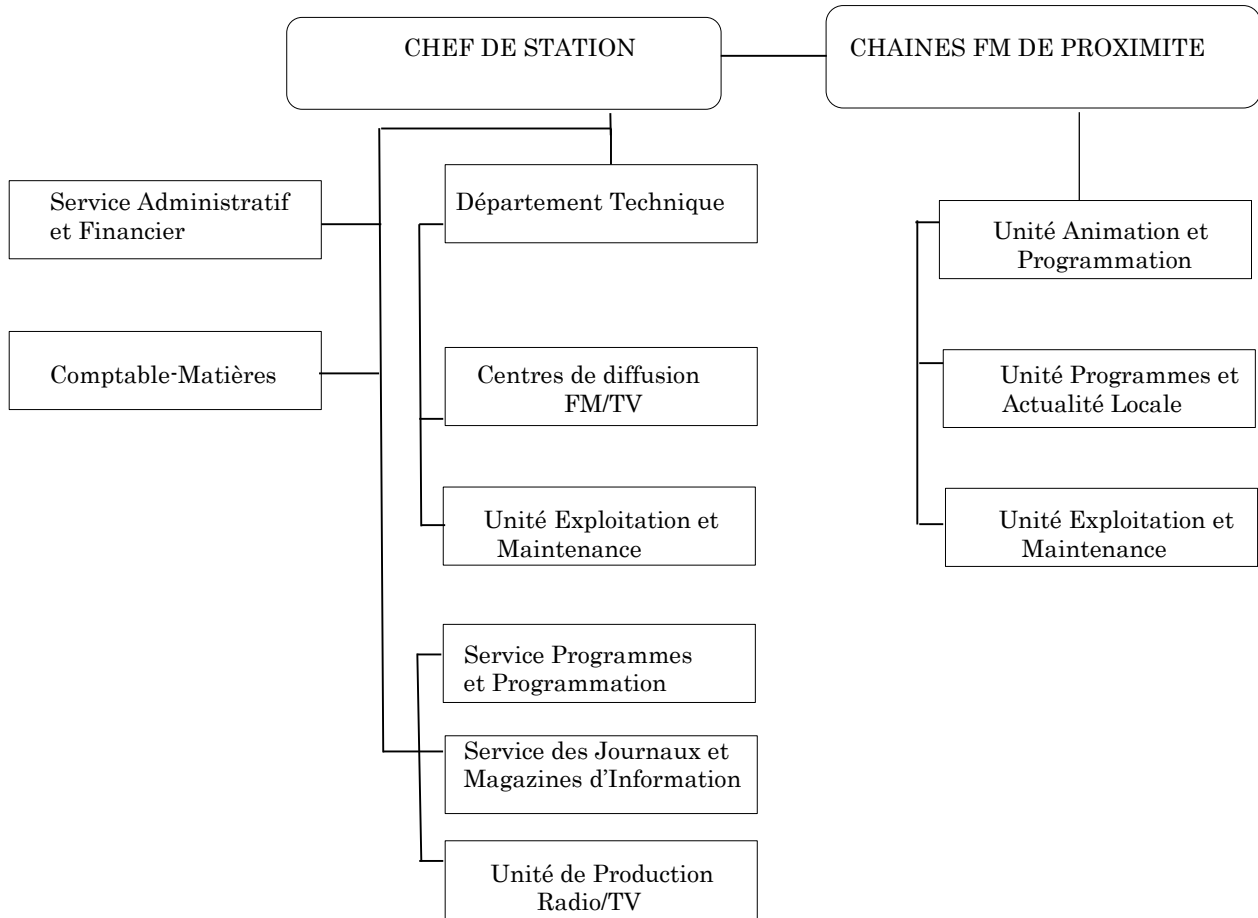 CHEF DE STATION
CHAINES FM DE PROXIMITE
Service Administratif
et Financier
Département Technique
Unité Animation et
Programmation
Comptable-Matières
Centres de diffusion
FM/TV
Unité Programmes et
Actualité Locale
Unité Exploitation et
Maintenance
Unité Exploitation et
Maintenance
Service Programmes
et Programmation
Service des Journaux et
Magazines d’Information
Unité de Production
Radio/TV